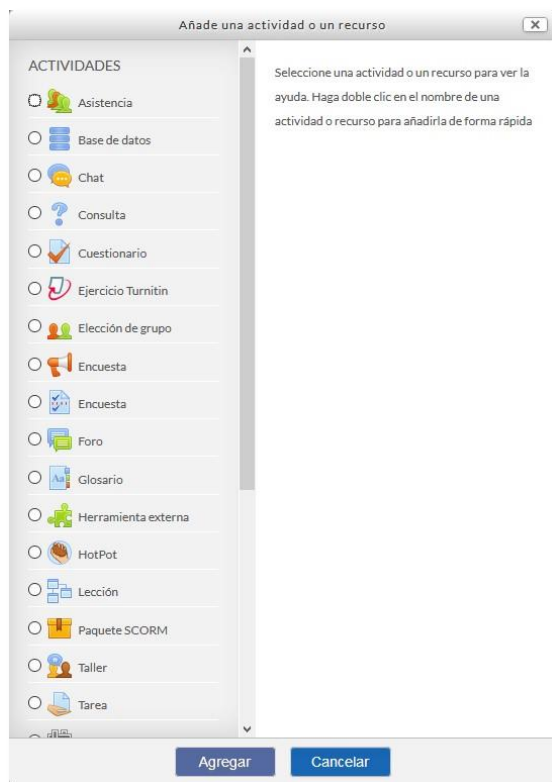 Añade una actividad o un recurso
ACTIVIDADES
Asistencia
Base de datos
Chat
Consulta
Cuestionario
Ejercicio Turnitin
Elección de grupo
Encuesta
Encuesta
Foro
Glosario
Herramienta externa
HotPot
Lección
Paquete SCORM
Taller
Tarea
Seleccione una actividad o un recurso para ver la
ayuda. Haga doble clic en el nombre de una
actividad o recurso para añadirla de forma rápida
Agregar
Cancelar